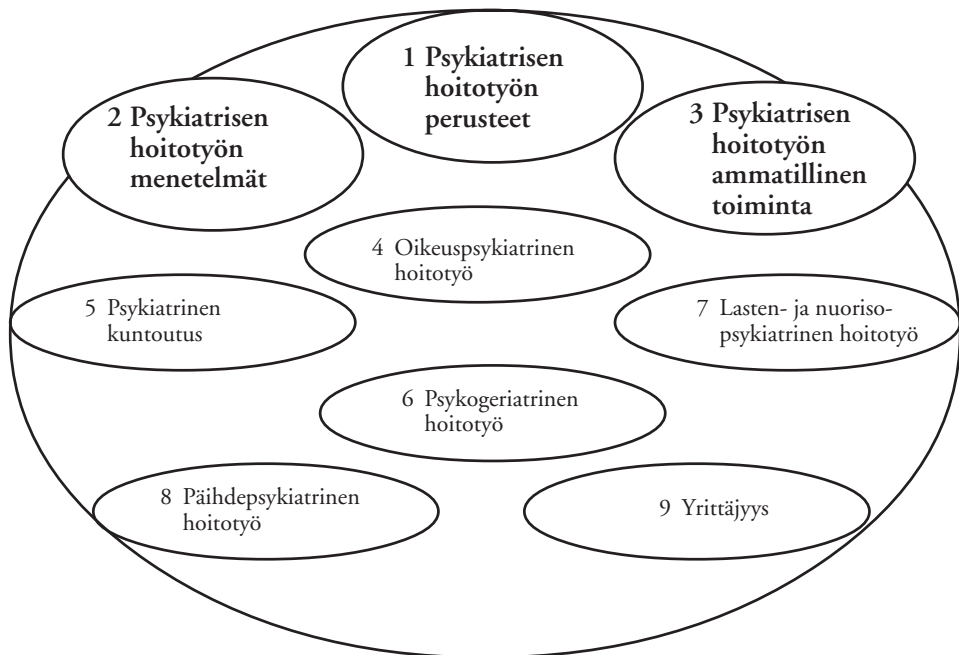 1 Psykiatrisen
hoitotyön
perusteet
2 Psykiatrisen
hoitotyön
menetelmät
3 Psykiatrisen
hoitotyön
ammatillinen
toiminta
4 Oikeuspsykiatrinen
hoitotyö
5 Psykiatrinen
kuntoutus
7 Lasten- ja nuoriso-
psykiatrinen hoitotyö
6 Psykogeriatrinen
hoitotyö
8 Päihdepsykiatrinen
hoitotyö
9 Yrittäjyys